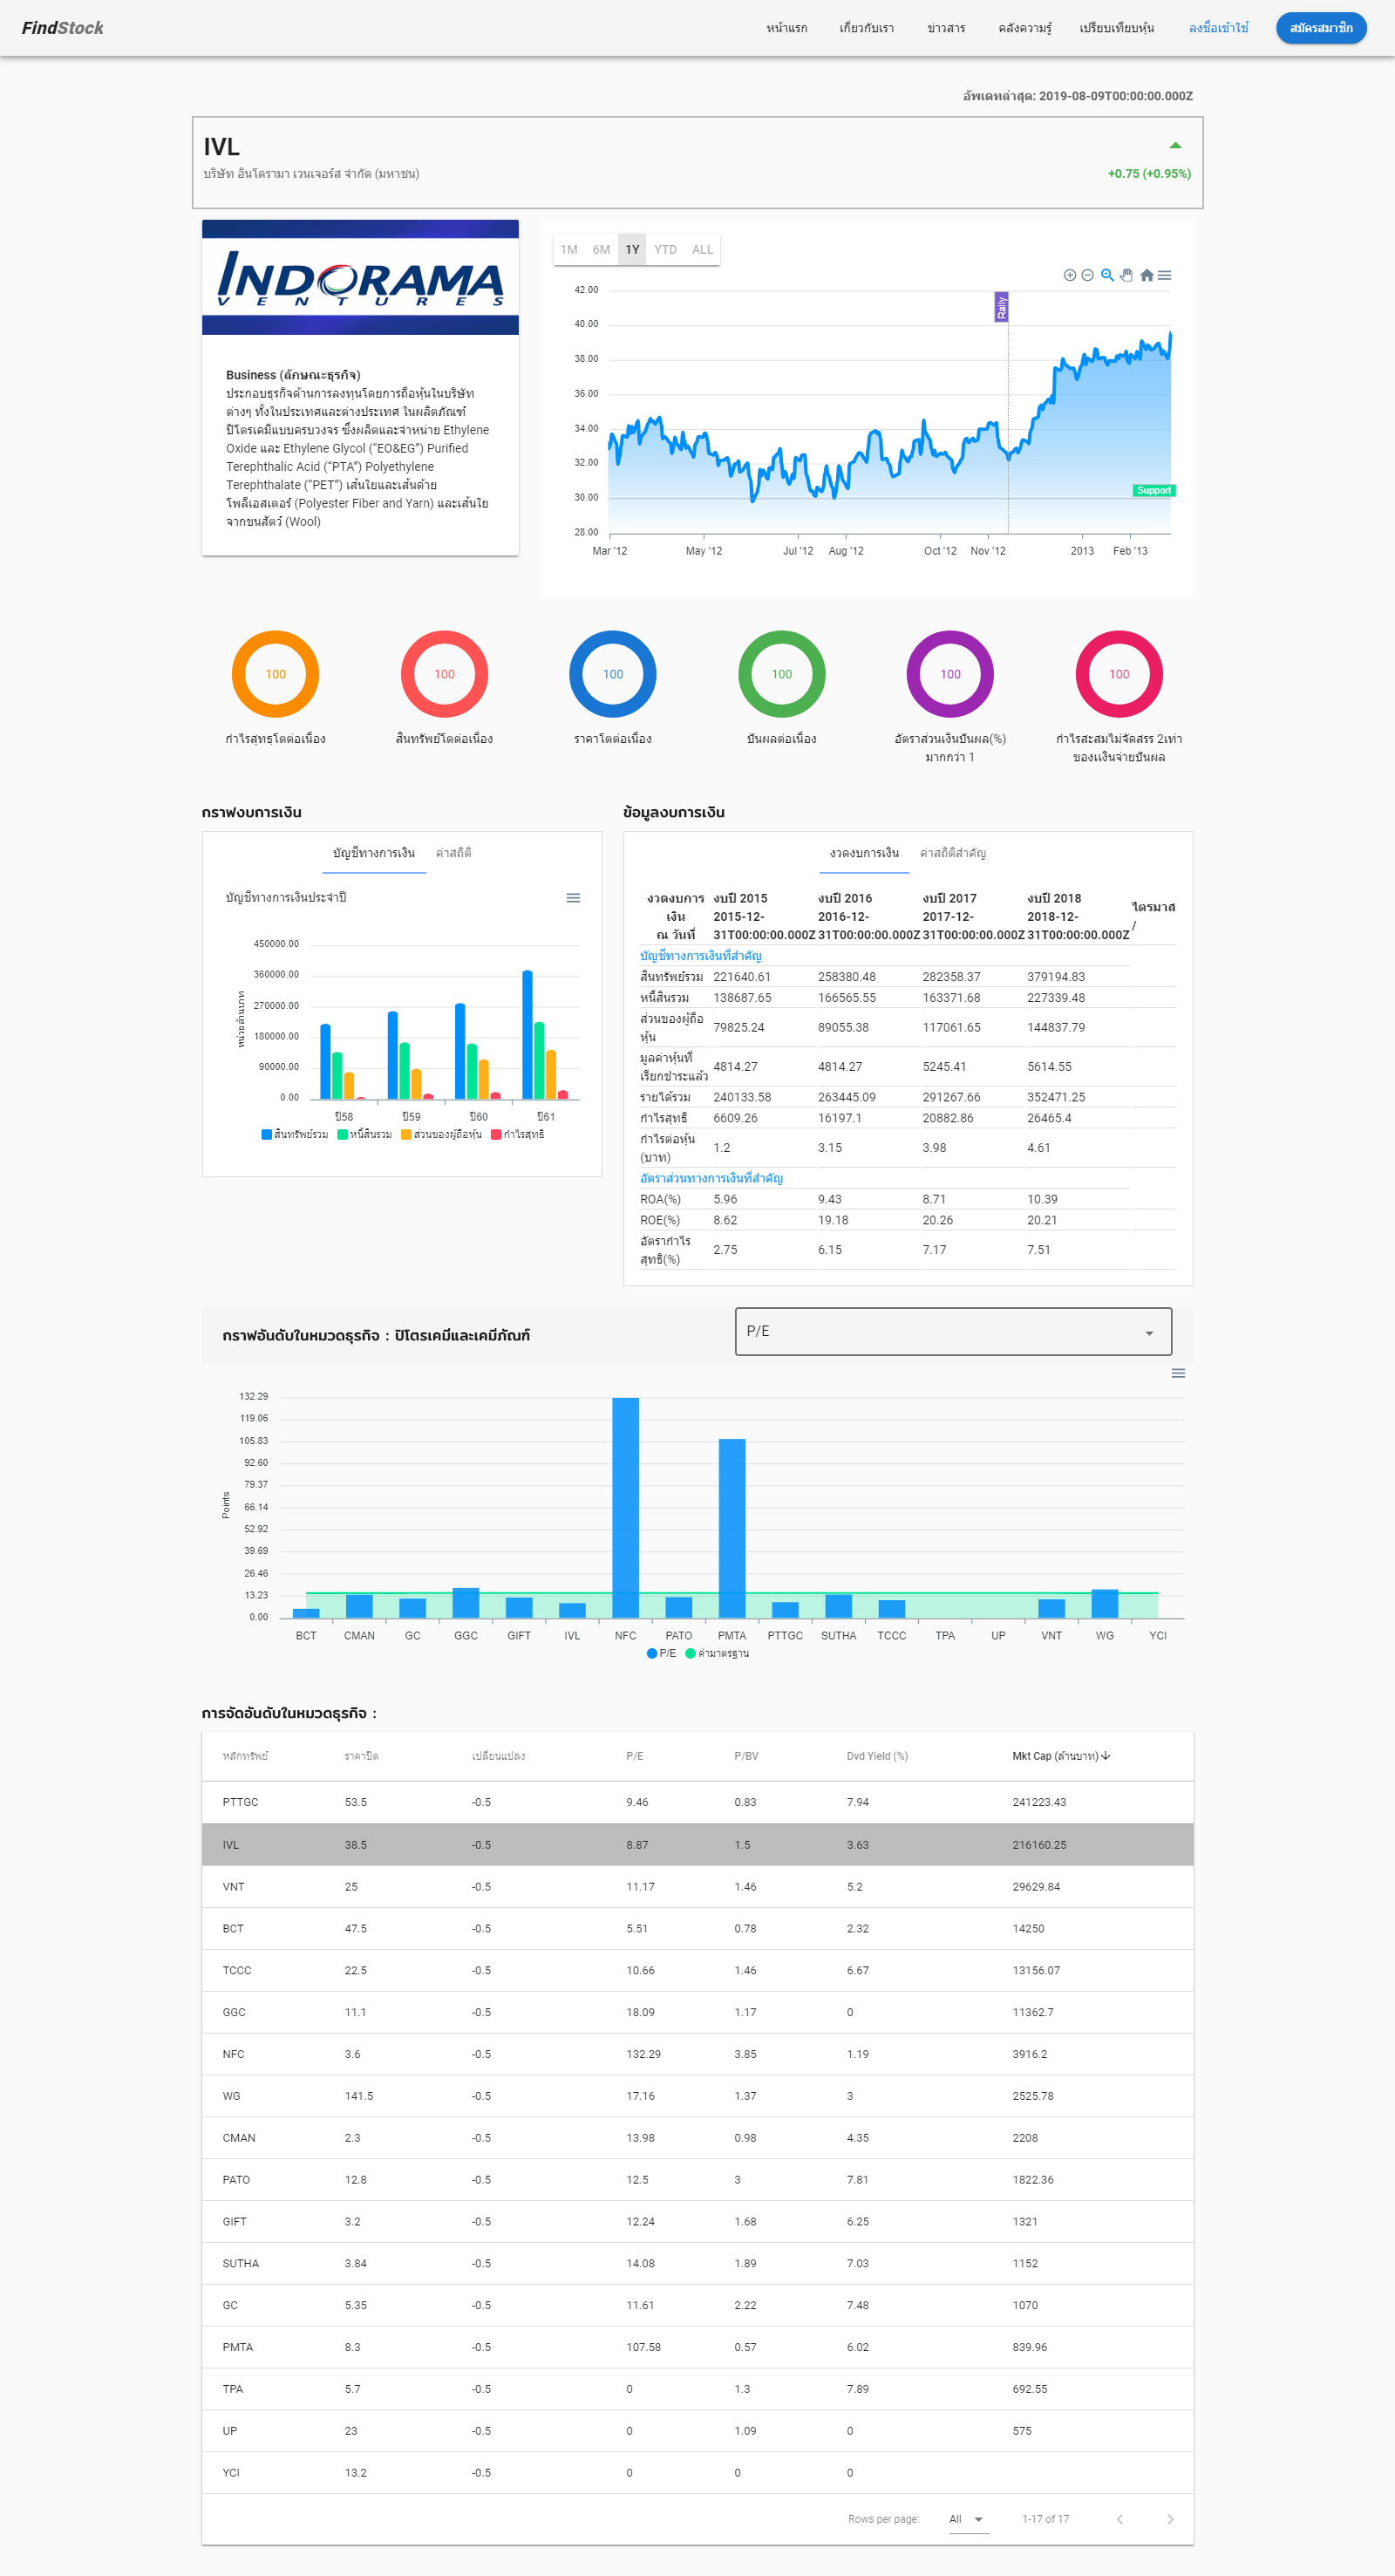 FindStock
หน้าแรก เกี่ยวกับเรา ข่าวสาร คลังความรู้ เปรียบเทียบหุ้น ลงชื่อเข้าใช้ สมัครสมาชิก
อัพเดทล่าสุด: 2019-08-09T00:00:00.000Z
IVL
บริษัท อินโดรามา เวนเจอร์ส จำกัด (มหาชน) +0.75 (+0.95%)
INDORAMA
VENTURES
Business (ลักษณะธุรกิจ)
ประกอบธุรกิจด้านการลงทุนโดยการถือหุ้นในบริษัท
ต่างๆ ทั้งในประเทศและต่างประเทศ ในผลิตภัณฑ์
ปิโตรเคมีแบบครบวงจร ซึ่งผลิตและจำหน่าย Ethylene
Oxide และ Ethylene Glycol (“EO&EG”) Purified
Terephthalic Acid (“PTA”) Polyethylene
Terephthalate (“PET”) เส้นใยและเส้นด้าย
โพลีเอสเตอร์ (Polyester Fiber and Yarn) และเส้นใย
จากขนสัตว์ (Wool)
1M 6M 1Y YTD ALL
42.00
40.00
38.00
36.00
34.00
32.00
30.00
28.00
Rally
Support
Mar '12 May '12 Jul '12 Aug '12 Oct '12 Nov '12 2013 Feb '13
100 100 100 100 100 100
กำไรสุทธุโตต่อเนื่อง สินทรัพย์โตต่อเนื่อง ราคาโตต่อเนื่อง ปันผลต่อเนื่อง อัตราส่วนเงินปันผล(%) กำไรสะสมไม่จัดสรร 2เท่า
มากกว่า 1 ของเงินจ่ายปันผล
กราฟงบการเงิน
บัญชีทางการเงิน ค่าสถิติ
บัญชีทางการเงินประจำปี
หน่วยล้านบาท
450000.00
360000.00
270000.00
180000.00
90000.00
0.00
ปี58 ปี59 ปี60 ปี61
สินทรัพย์รวม หนี้สินรวม ส่วนของผู้ถือหุ้น กำไรสุทธิ
ข้อมูลงบการเงิน
งวดงบการเงิน ค่าสถิติสำคัญ
งวดงบการ งบปี 2015 งบปี 2016 งบปี 2017 งบปี 2018 ไตรมาส
เงิน 2015-12- 2016-12- 2017-12- 2018-12- /
ณ วันที่ 31T00:00:00.000Z 31T00:00:00.000Z 31T00:00:00.000Z 31T00:00:00.000Z
บัญชีทางการเงินที่สำคัญ
สินทรัพย์รวม 221640.61 258380.48 282358.37 379194.83
หนี้สินรวม 138687.65 166565.55 163371.68 227339.48
ส่วนของผู้ถือ
หุ้น 79825.24 89055.38 117061.65 144837.79
มูลค่าหุ้นที่
เรียกชำระแล้ว 4814.27 4814.27 5245.41 5614.55
รายได้รวม 240133.58 263445.09 291267.66 352471.25
กำไรสุทธิ 6609.26 16197.1 20882.86 26465.4
กำไรต่อหุ้น
(บาท) 1.2 3.15 3.98 4.61
อัตราส่วนทางการเงินที่สำคัญ
ROA(%) 5.96 9.43 8.71 10.39
ROE(%) 8.62 19.18 20.26 20.21
อัตรากำไร
สุทธิ(%) 2.75 6.15 7.17 7.51
กราฟอันดับในหมวดธุรกิจ : ปิโตรเคมีและเคมีภัณฑ์ P/E
Points
132.29
119.06
105.83
92.60
79.37
66.14
52.92
39.69
26.46
13.23
0.00
BCT CMAN GC GGC GIFT IVL NFC PATO PMTA PTTGC SUTHA TCCC TPA UP VNT WG YCI
P/E ค่ามาตรฐาน
การจัดอันดับในหมวดธุรกิจ :
หลักทรัพย์ ราคาปิด เปลี่ยนแปลง P/E P/BV Dvd Yield (%) Mkt Cap (ล้านบาท)
PTTGC 53.5 -0.5 9.46 0.83 7.94 241223.43
IVL 38.5 -0.5 8.87 1.5 3.63 216160.25
VNT 25 -0.5 11.17 1.46 5.2 29629.84
BCT 47.5 -0.5 5.51 0.78 2.32 14250
TCCC 22.5 -0.5 10.66 1.46 6.67 13156.07
GGC 11.1 -0.5 18.09 1.17 0 11362.7
NFC 3.6 -0.5 132.29 3.85 1.19 3916.2
WG 141.5 -0.5 17.16 1.37 3 2525.78
CMAN 2.3 -0.5 13.98 0.98 4.35 2208
PATO 12.8 -0.5 12.5 3 7.81 1822.36
GIFT 3.2 -0.5 12.24 1.68 6.25 1321
SUTHA 3.84 -0.5 14.08 1.89 7.03 1152
GC 5.35 -0.5 11.61 2.22 7.48 1070
PMTA 8.3 -0.5 107.58 0.57 6.02 839.96
TPA 5.7 -0.5 0 1.3 7.89 692.55
UP 23 -0.5 0 1.09 0 575
YCI 13.2 -0.5 0 0 0
Rows per page: All 1-17 of 17